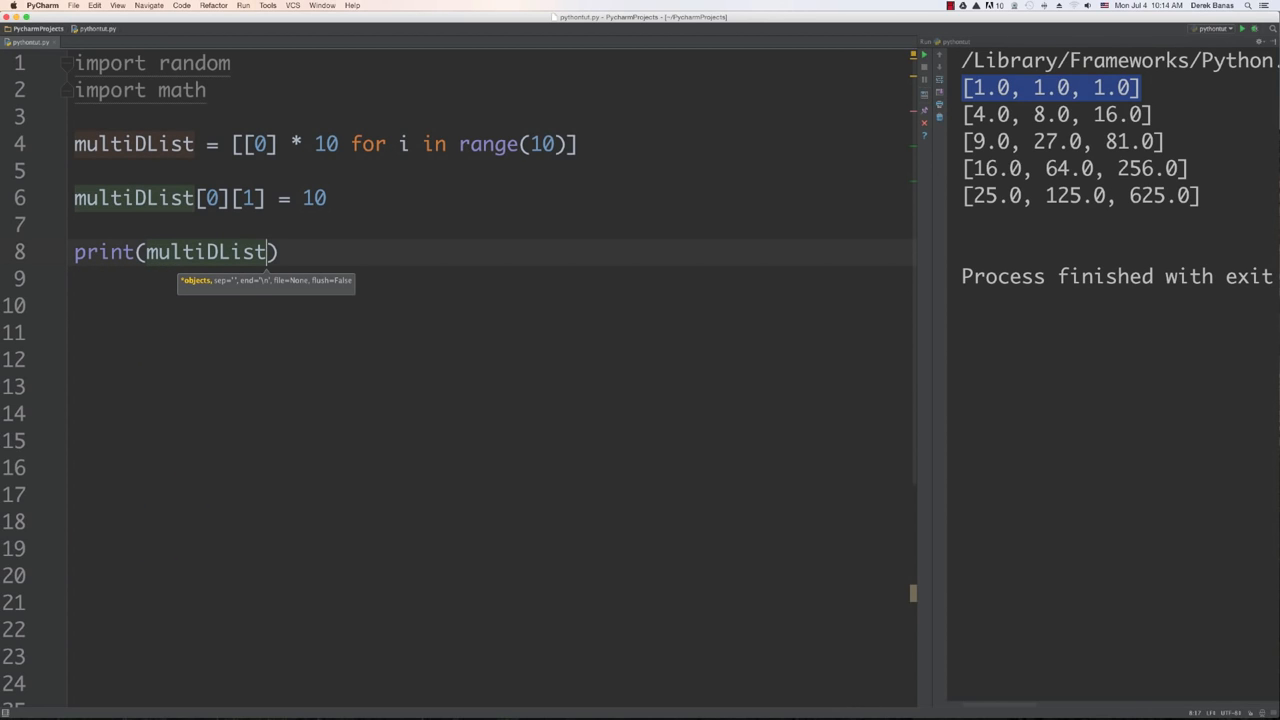 PyCharm File Edit View Navigate Code Refactor Run Tools VCS Window Help
10 Mon Jul 4 10:14 AM Derek Banas
pythontut.py - PycharmProjects - [~/PycharmProjects]
PycharmProjects pythontut.py
pythontut
pythontut.py
Run pythontut
1 import random
2 import math
3
4 multiDList = [[0] * 10 for i in range(10)]
5
6 multiDList[0][1] = 10
7
8 print(multiDList)
*objects, sep=' ', end='\n', file=None, flush=False
9
10
11
12
13
14
15
16
17
18
19
20
21
22
23
24
/Library/Frameworks/Python.
[1.0, 1.0, 1.0]
[4.0, 8.0, 16.0]
[9.0, 27.0, 81.0]
[16.0, 64.0, 256.0]
[25.0, 125.0, 625.0]
Process finished with exit
8:17 LF‡ UTF-8‡